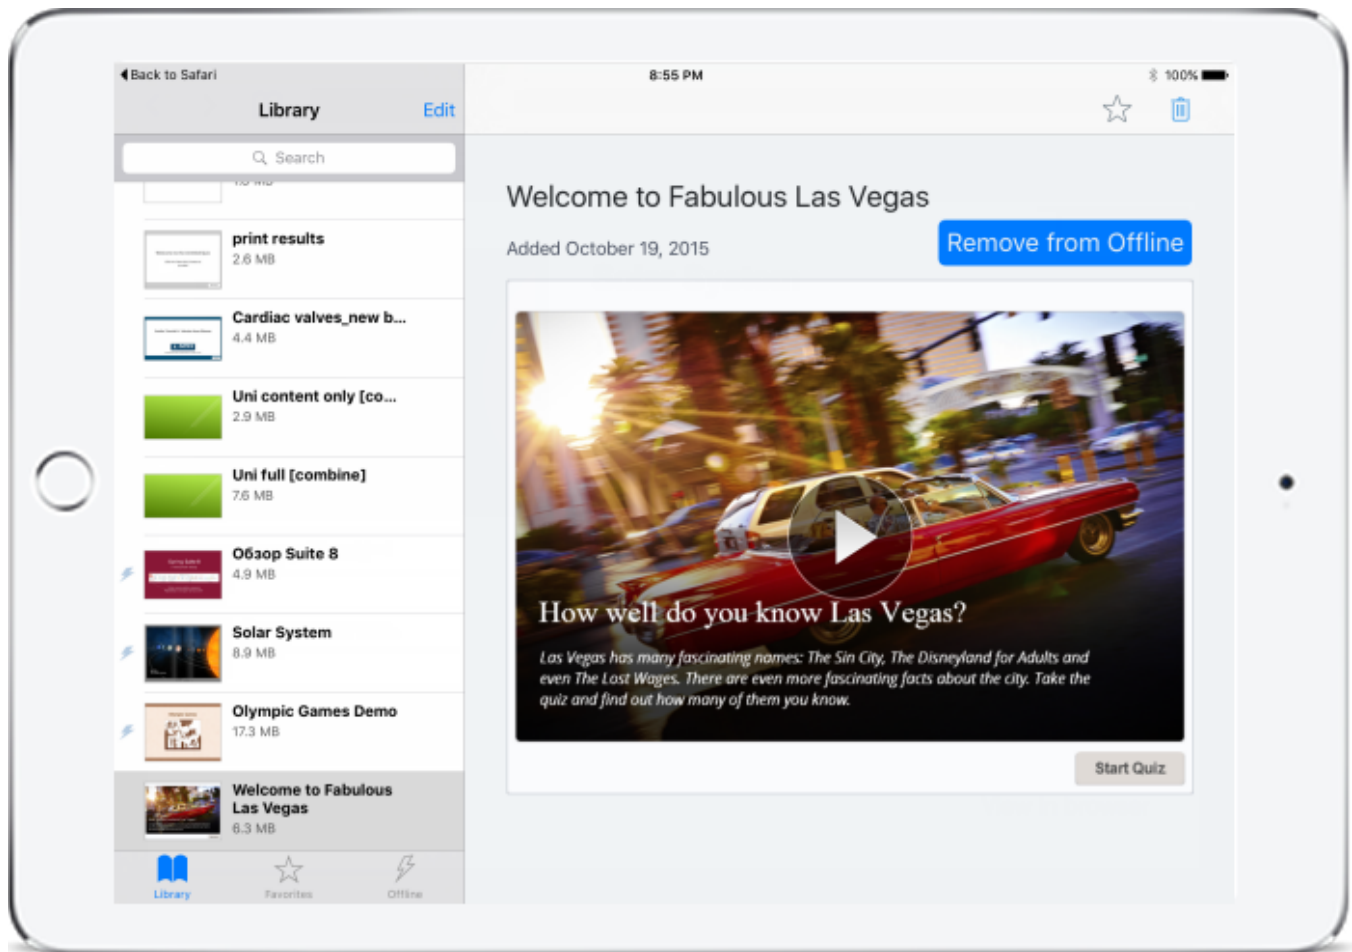 Back to Safari
8:55 PM
100%
Library
Edit
Search
Welcome to Fabulous Las Vegas
Added October 19, 2015
Remove from Offline
print results
2.6 MB
Cardiac valves_new b...
4.4 MB
Uni content only [co...
2.9 MB
Uni full [combine]
7.6 MB
Обзор Suite 8
4.9 MB
Solar System
8.9 MB
Olympic Games Demo
17.3 MB
Welcome to Fabulous
Las Vegas
6.3 MB
How well do you know Las Vegas?
Las Vegas has many fascinating names: The Sin City, The Disneyland for Adults and
even The Lost Wages. There are even more fascinating facts about the city. Take the
quiz and find out how many of them you know.
Start Quiz
Library
Favorites
Offline